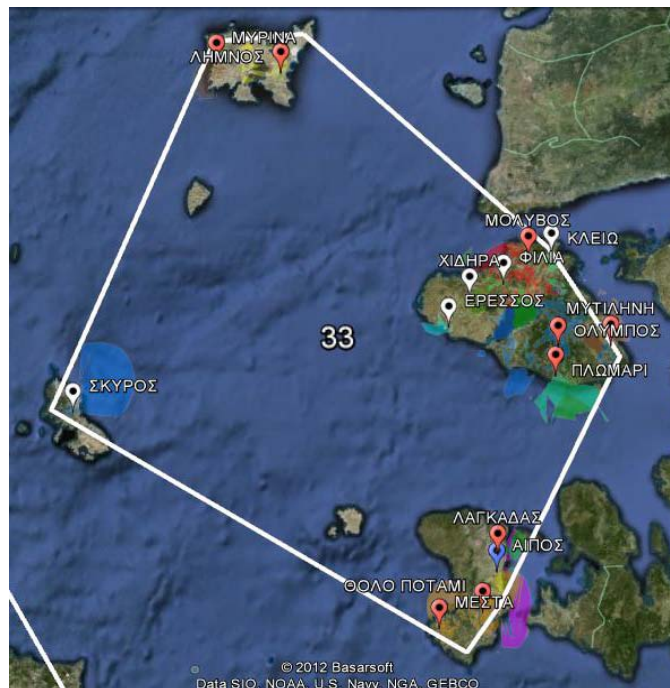 ΜΥΡΙΝΑ
ΛΗΜΝΟΣ
ΜΟΛΥΒΟΣ
ΚΛΕΙΩ
ΧΙΔΗΡΑ
ΦΙΛΙΑ
ΕΡΕΣΣΟΣ
ΜΥΤΙΛΗΝΗ
33
ΟΛΥΜΠΟΣ
ΠΛΩΜΑΡΙ
ΣΚΥΡΟΣ
ΛΑΓΚΑΔΑΣ
ΑΙΠΟΣ
ΘΟΛΟ ΠΟΤΑΜΙ
ΜΕΣΤΑ
© 2012 Basarsoft
Data SIO, NOAA, U.S. Navy, NGA, GEBCO